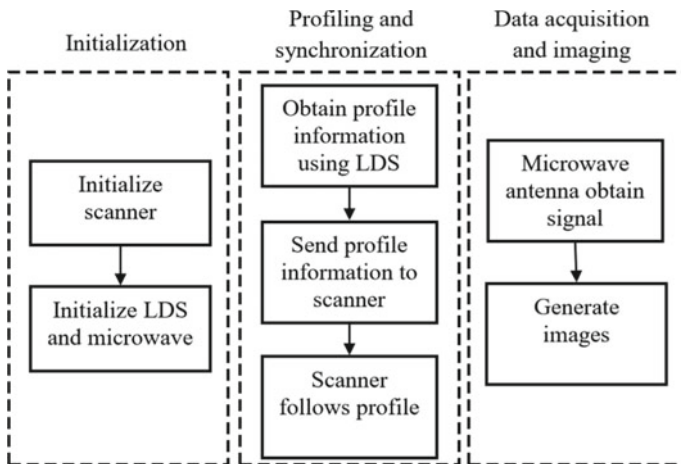 Initialization
Initialize
scanner
Initialize LDS
and microwave
Profiling and
synchronization
Obtain profile
information
using LDS
Send profile
information to
scanner
Scanner
follows profile
Data acquisition
and imaging
Microwave
antenna obtain
signal
Generate
images